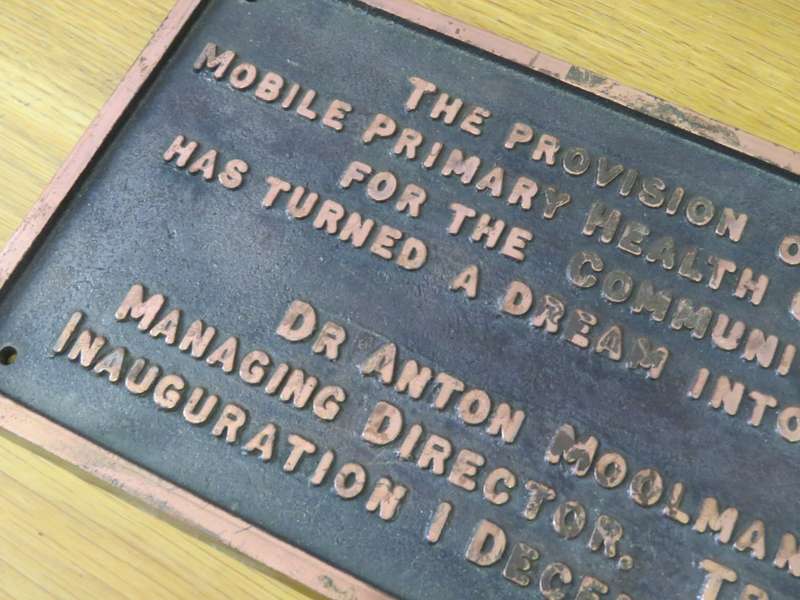 THE PROVISION O
MOBILE PRIMARY HEALTH
FOR THE COMMUNI
HAS TURNED A DREAM INTO
DR ANTON MOOLMAN
MANAGING DIRECTOR. TR
INAUGURATION 1 DECE